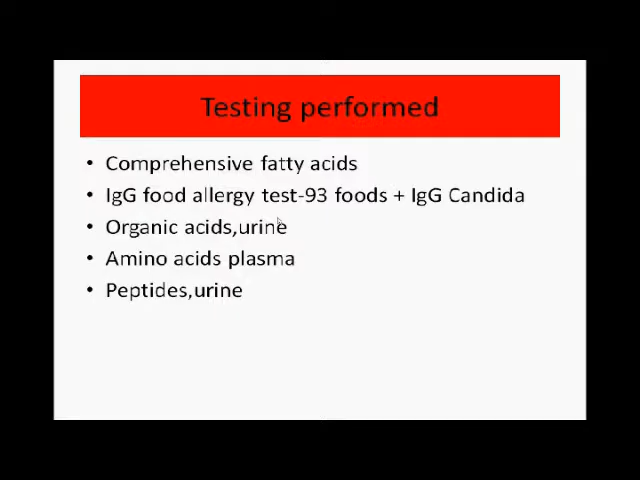 Testing performed
• Comprehensive fatty acids
• IgG food allergy test-93 foods + IgG Candida
• Organic acids,urine
• Amino acids plasma
• Peptides,urine